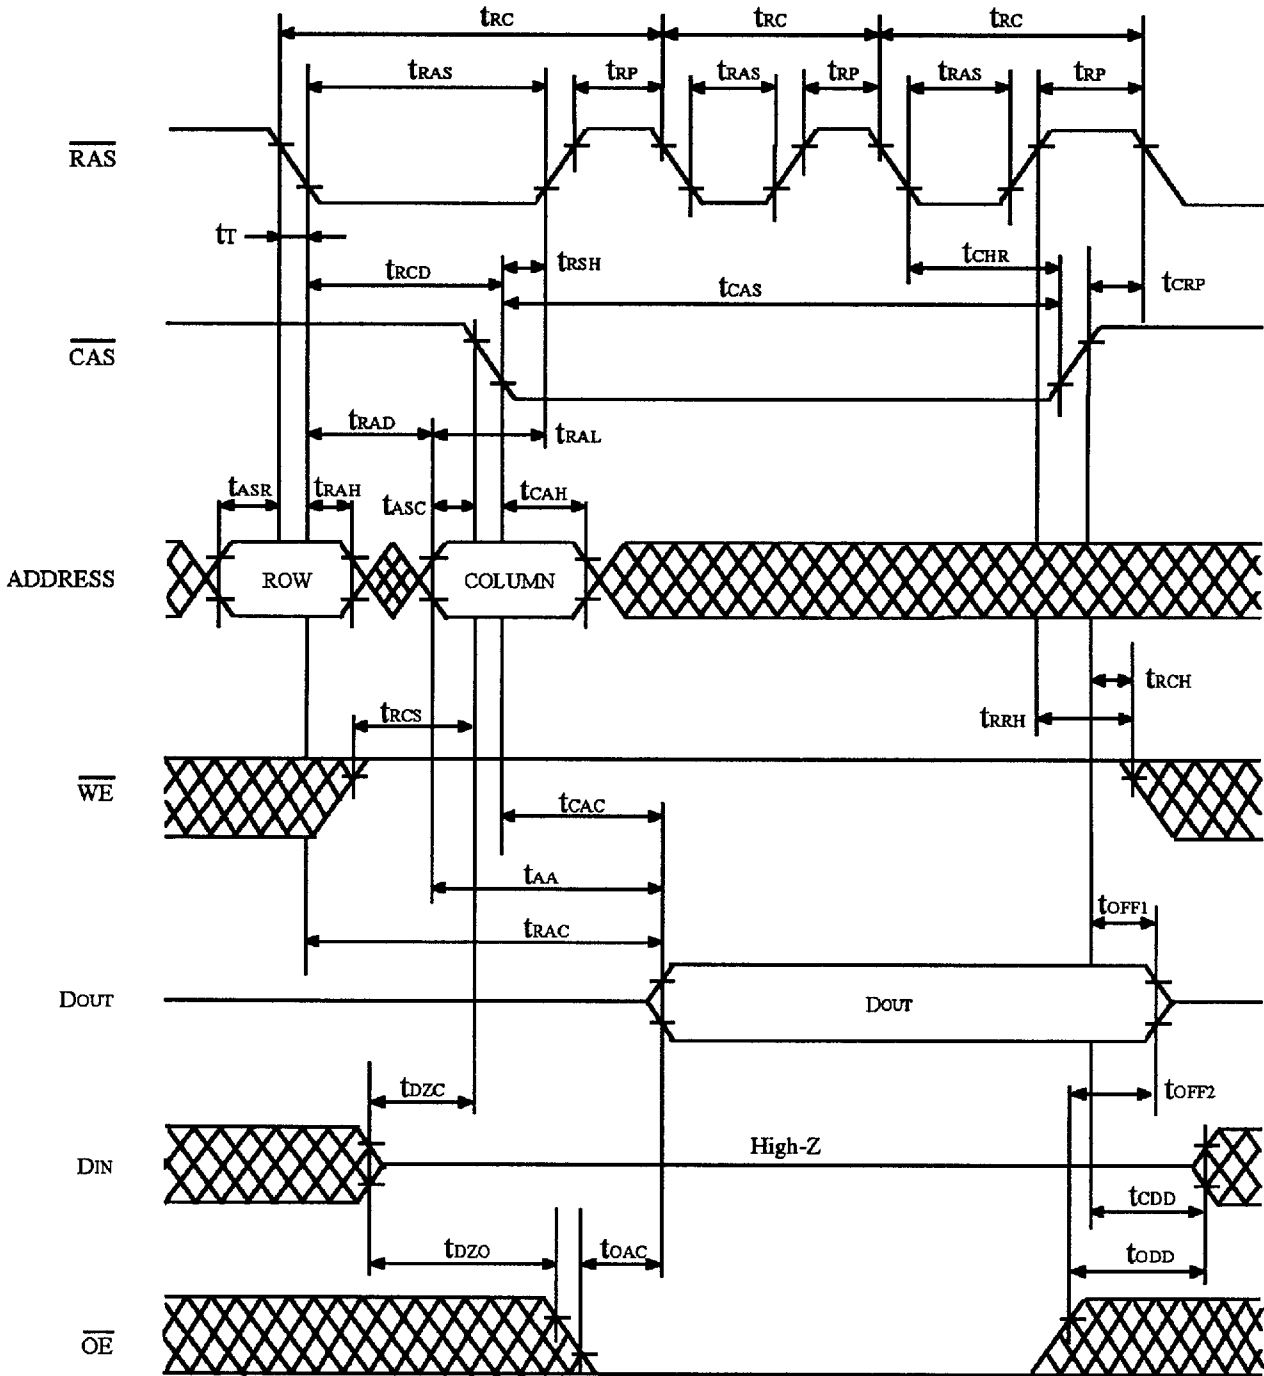 tRC tRC tRC
tRAS tRP tRAS tRP tRAS tRP
RAS
tT
tRCD tRSH tCHR
tCAS tCRP
CAS
tRAD tRAL
tASR tRAH tASC tCAH
ADDRESS ROW COLUMN
tRCH
tRCS tRRH
WE
tCAC
tAA
tOFF1
tRAC
DOUT DOUT
tDZC tOFF2
High-Z
DIN
tCDD
tDZO tOAC tODD
OE